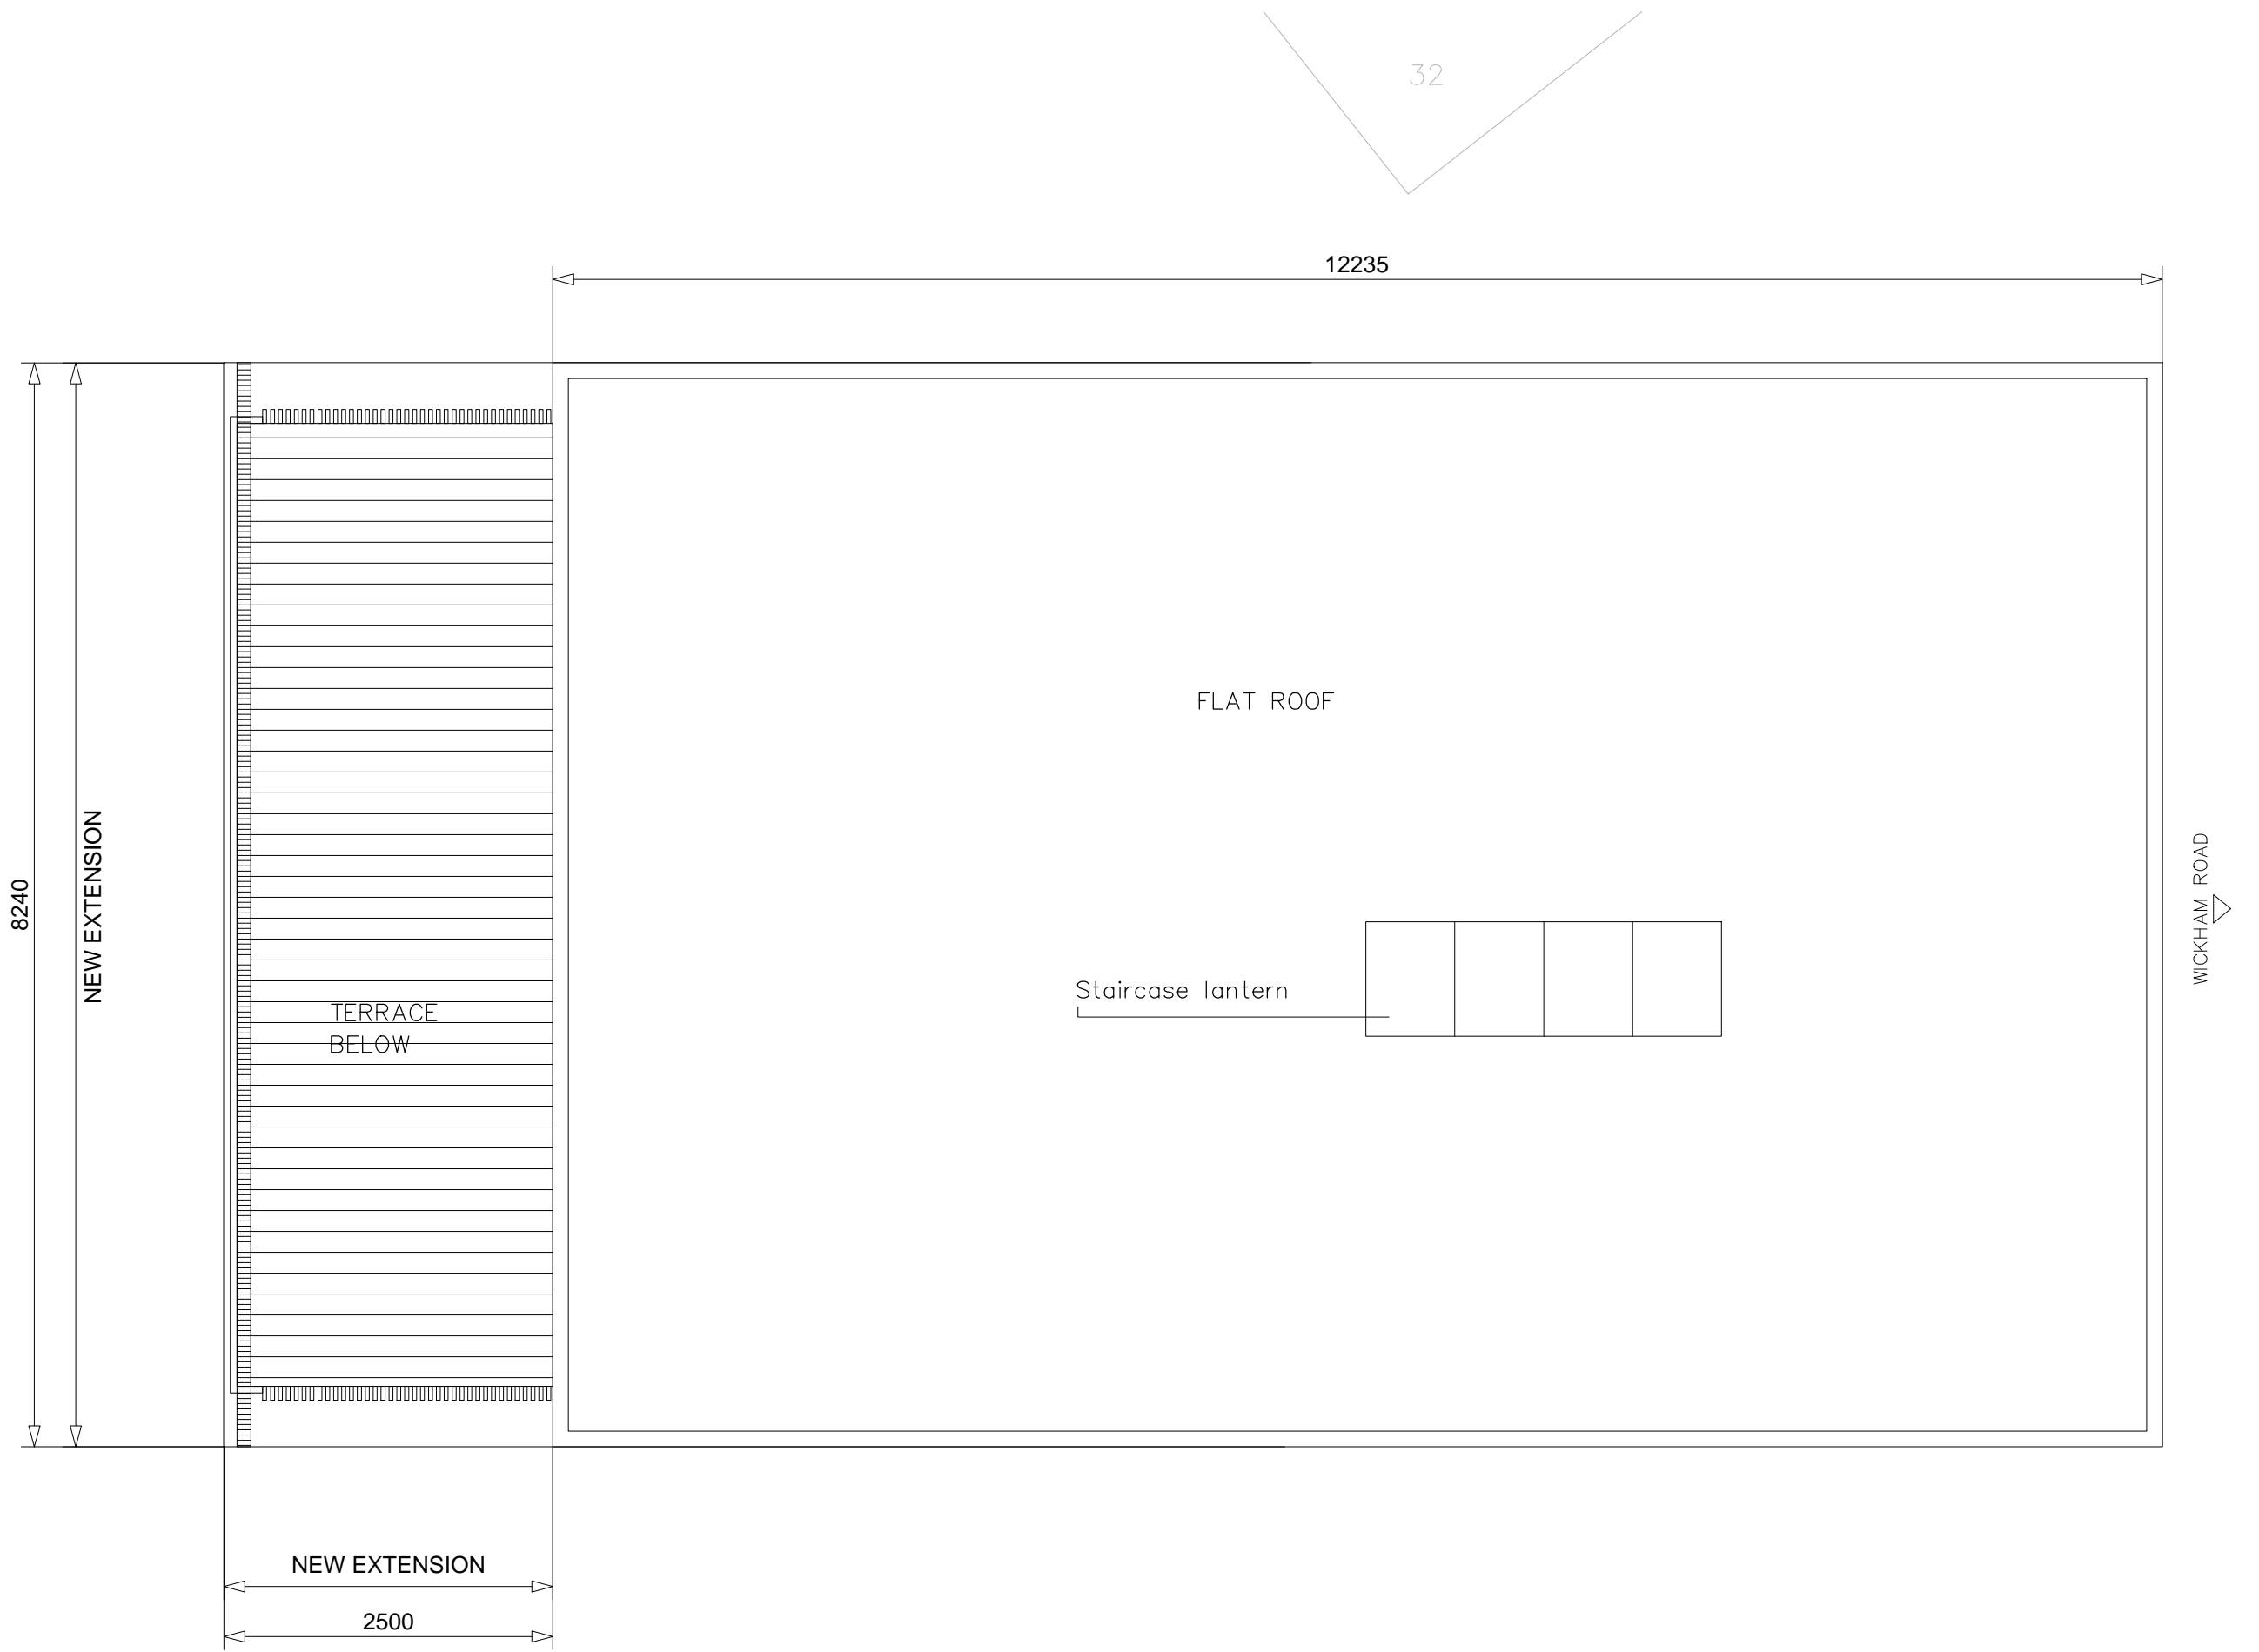 32
12235
FLAT ROOF
8240
NEW EXTENSION
WICKHAM ROAD
Staircase lantern
TERRACE
BELOW
NEW EXTENSION
2500